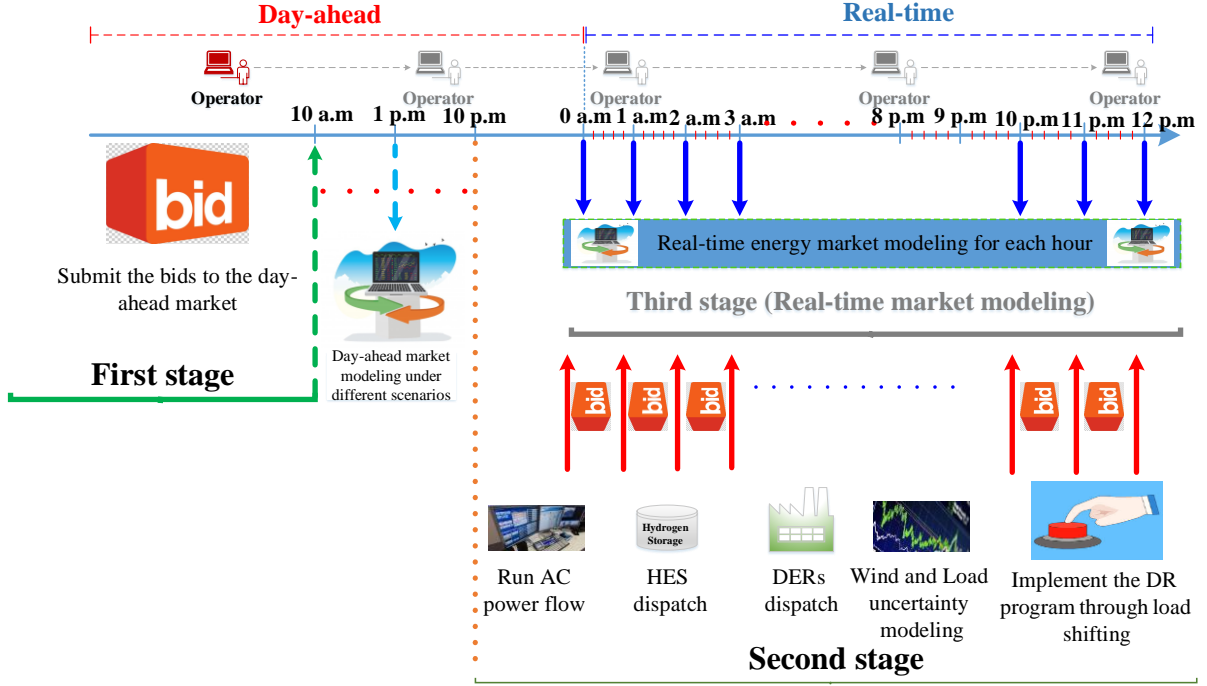 Day-ahead
Real-time
Operator
Operator
Operator
Operator
Operator
10 a.m
1 p.m
10 p.m
0 a.m
1 a.m
2 a.m
3 a.m
8 p.m
9 p.m
10 p.m
11 p.m
12 p.m
bid
Submit the bids to the day-
ahead market
Real-time energy market modeling for each hour
Third stage (Real-time market modeling)
Day-ahead market
modeling under
different scenarios
First stage
bid
bid
bid
bid
bid
Hydrogen
Storage
Run AC
power flow
HES
dispatch
DERs
dispatch
Wind and Load
uncertainty
modeling
Implement the DR
program through load
shifting
Second stage